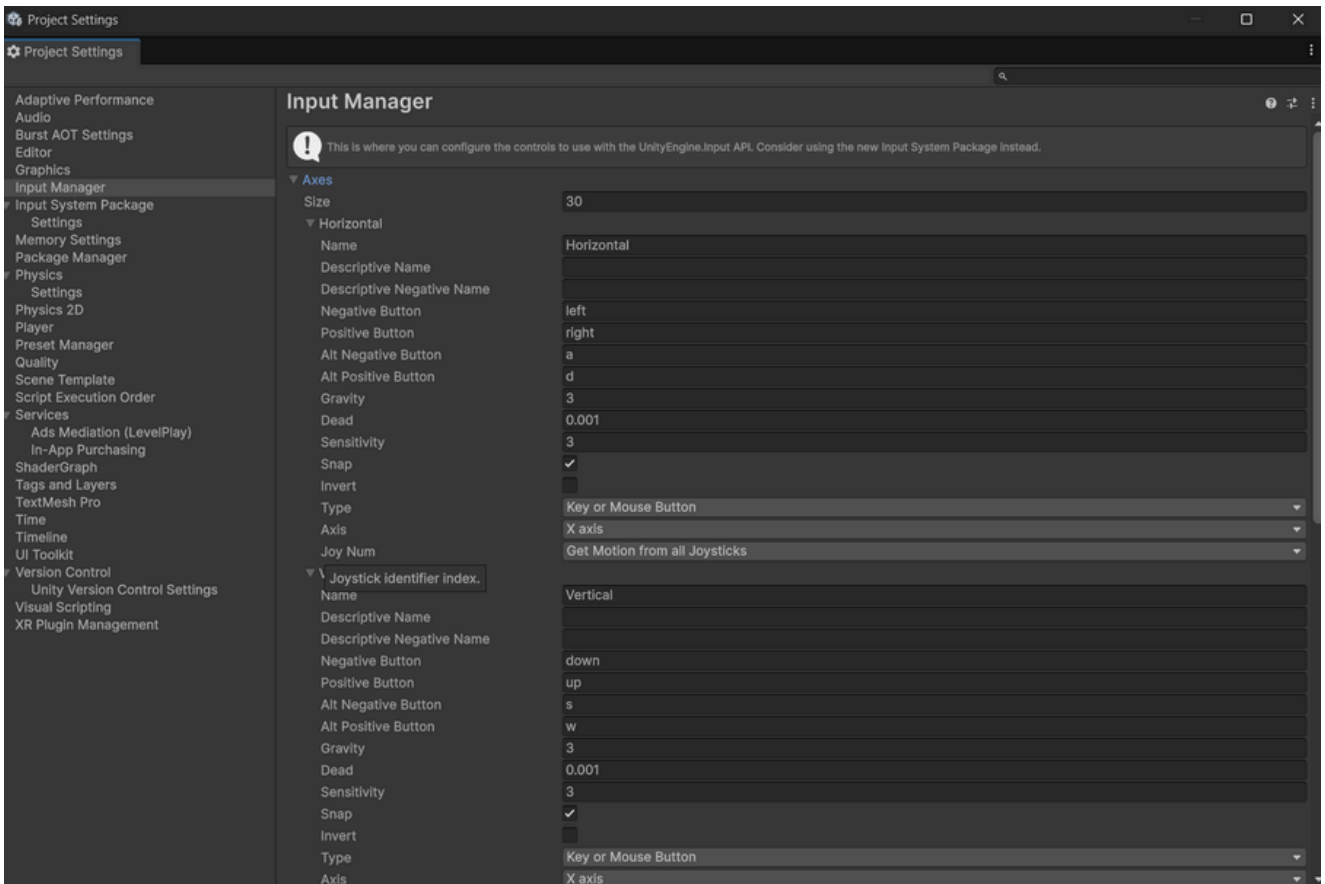 Project Settings
Project Settings
Adaptive Performance
Audio
Burst AOT Settings
Editor
Graphics
Input Manager
Input System Package
Settings
Memory Settings
Package Manager
Physics
Settings
Physics 2D
Player
Preset Manager
Quality
Scene Template
Script Execution Order
Services
Ads Mediation (LevelPlay)
In-App Purchasing
ShaderGraph
Tags and Layers
TextMesh Pro
Time
Timeline
UI Toolkit
Version Control
Unity Version Control Settings
Visual Scripting
XR Plugin Management
Input Manager
This is where you can configure the controls to use with the UnityEngine.Input API. Consider using the new Input System Package instead.
Axes
Size 30
Horizontal
Name Horizontal
Descriptive Name
Descriptive Negative Name
Negative Button left
Positive Button right
Alt Negative Button a
Alt Positive Button d
Gravity 3
Dead 0.001
Sensitivity 3
Snap
Invert
Type Key or Mouse Button
Axis X axis
Joy Num Get Motion from all Joysticks
Joystick identifier index.
Name Vertical
Descriptive Name
Descriptive Negative Name
Negative Button down
Positive Button up
Alt Negative Button s
Alt Positive Button w
Gravity 3
Dead 0.001
Sensitivity 3
Snap
Invert
Type Key or Mouse Button
Axis X axis